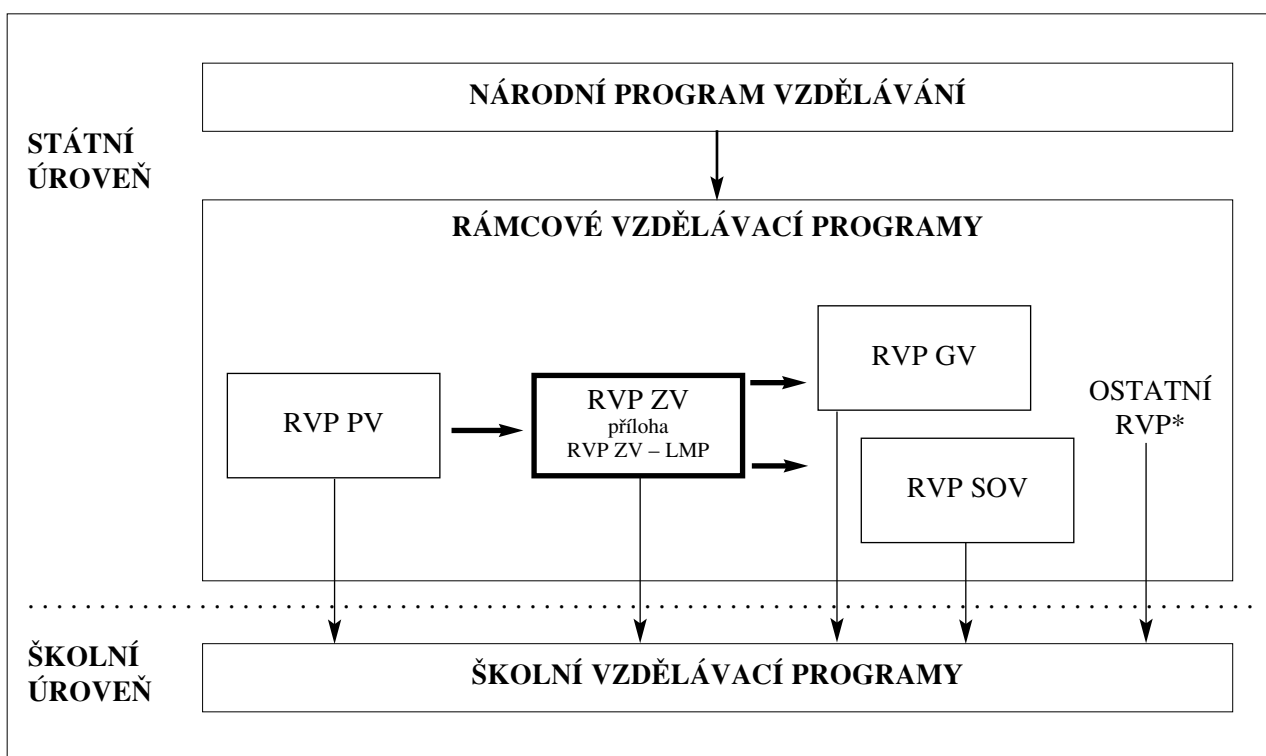 NÁRODNÍ PROGRAM VZDĚLÁVÁNÍ
STÁTNÍ
ÚROVEŇ
RÁMCOVÉ VZDĚLÁVACÍ PROGRAMY
RVP PV
RVP ZV
příloha
RVP ZV – LMP
RVP GV
RVP SOV
OSTATNÍ
RVP*
ŠKOLNÍ
ÚROVEŇ
ŠKOLNÍ VZDĚLÁVACÍ PROGRAMY